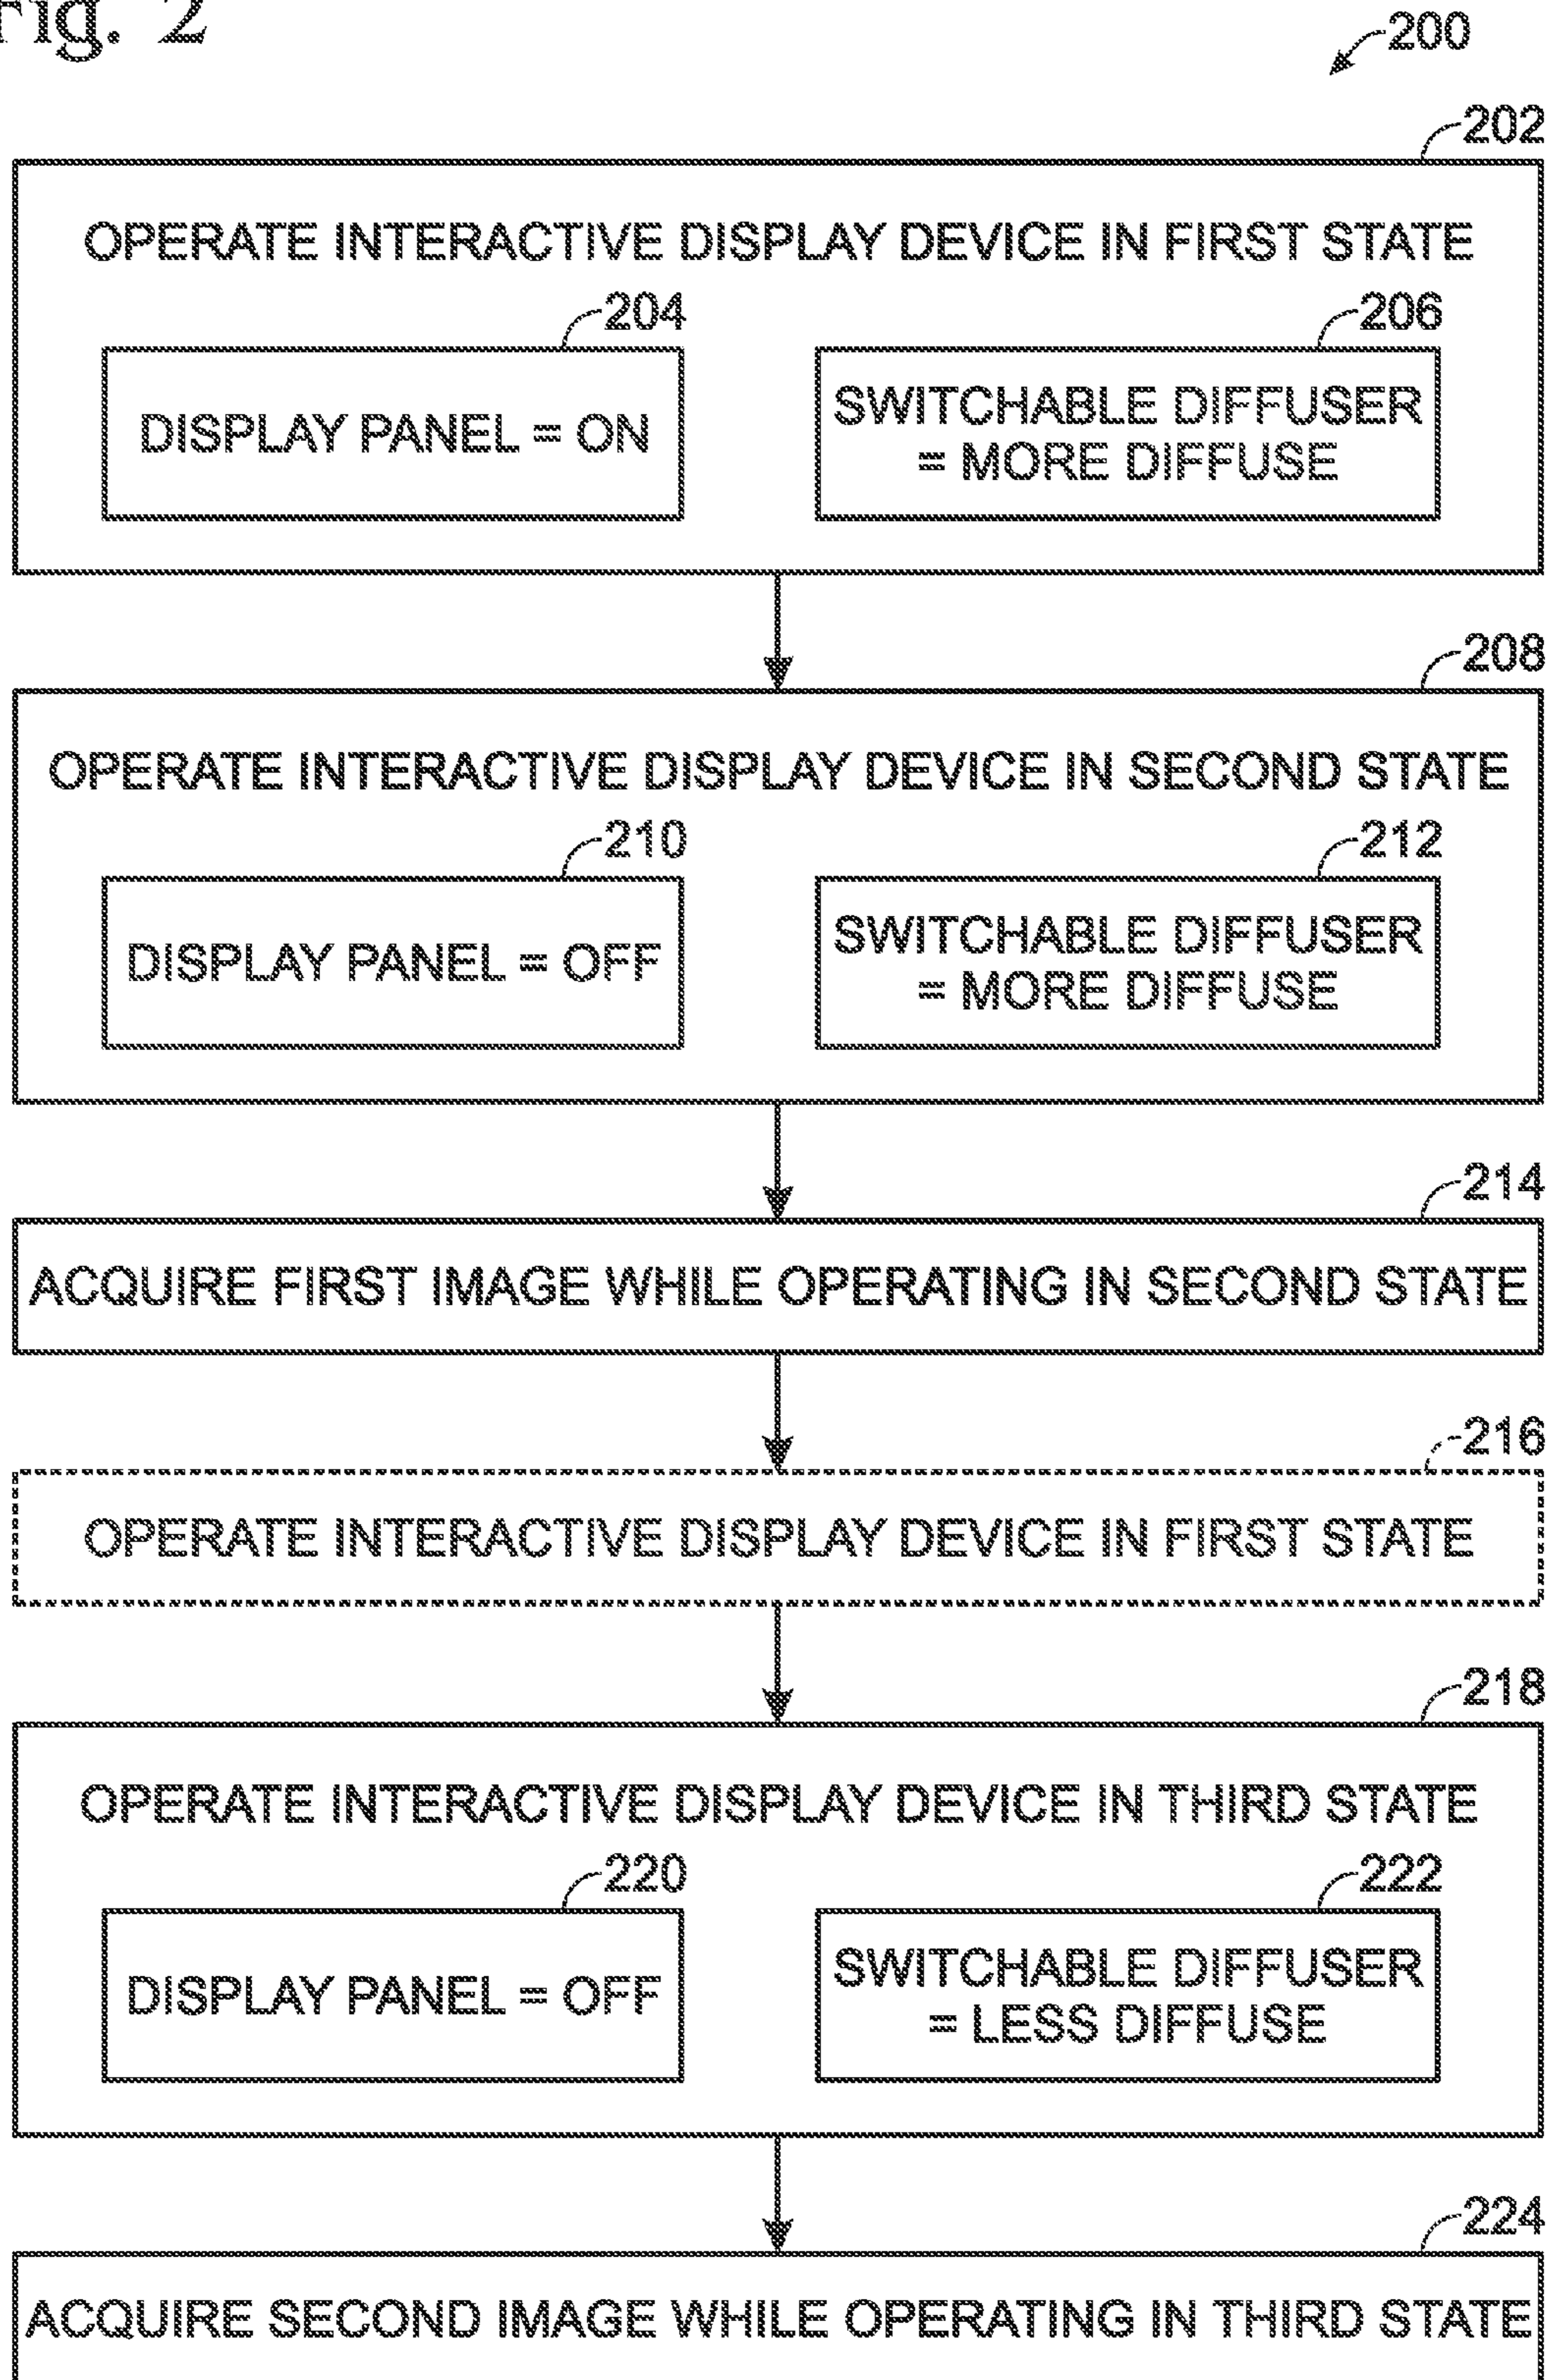 Fig. 2
200
202
OPERATE INTERACTIVE DISPLAY DEVICE IN FIRST STATE
204
DISPLAY PANEL = ON
206
SWITCHABLE DIFFUSER
= MORE DIFFUSE
208
OPERATE INTERACTIVE DISPLAY DEVICE IN SECOND STATE
210
DISPLAY PANEL = OFF
212
SWITCHABLE DIFFUSER
= MORE DIFFUSE
214
ACQUIRE FIRST IMAGE WHILE OPERATING IN SECOND STATE
216
OPERATE INTERACTIVE DISPLAY DEVICE IN FIRST STATE
218
OPERATE INTERACTIVE DISPLAY DEVICE IN THIRD STATE
220
DISPLAY PANEL = OFF
222
SWITCHABLE DIFFUSER
= LESS DIFFUSE
224
ACQUIRE SECOND IMAGE WHILE OPERATING IN THIRD STATE